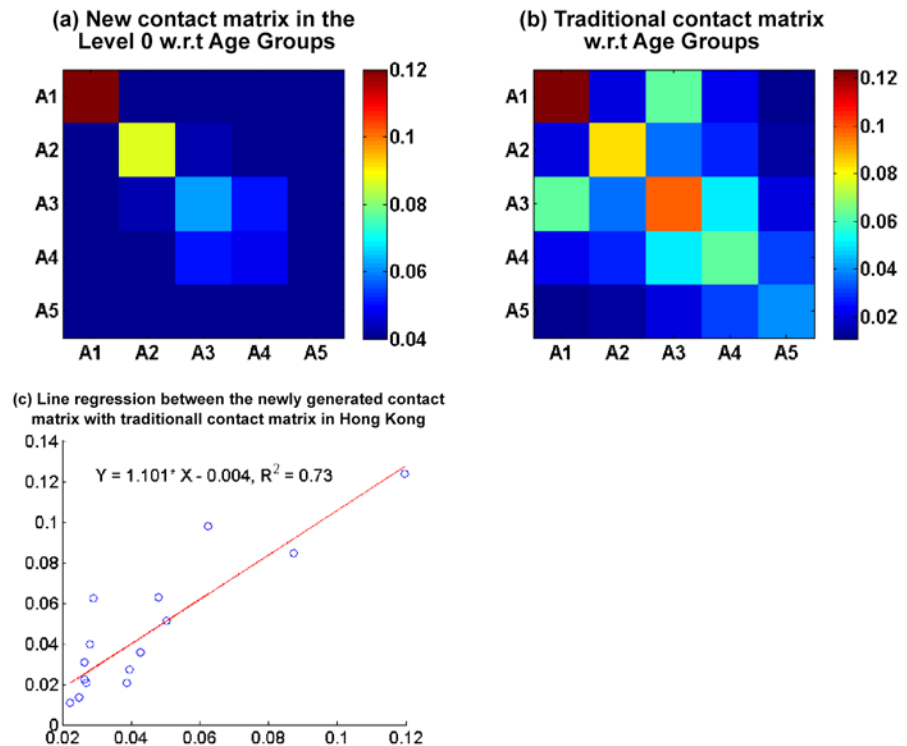 (a) New contact matrix in the
Level 0 w.r.t Age Groups
A1
A2
A3
A4
A5
A1 A2 A3 A4 A5
0.12
0.1
0.08
0.06
0.04
(b) Traditional contact matrix
w.r.t Age Groups
A1
A2
A3
A4
A5
A1 A2 A3 A4 A5
0.12
0.1
0.08
0.06
0.04
0.02
(c) Line regression between the newly generated contact
matrix with traditionall contact matrix in Hong Kong
Y = 1.101* X - 0.004, R² = 0.73
0.14
0.12
0.1
0.08
0.06
0.04
0.02
0
0.02 0.04 0.06 0.08 0.1 0.12